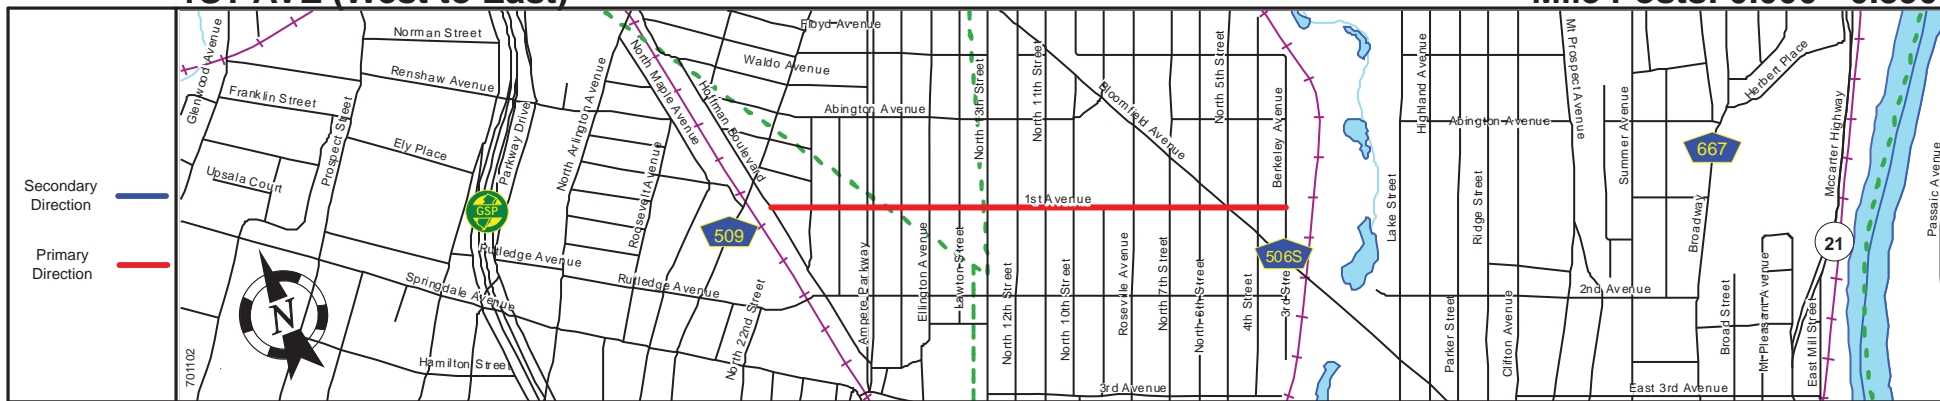 Secondary
Direction
Primary
Direction
701102
Glenwood Avenue
Norman Street
Renshaw Avenue
Franklin Street
Prospect Street
Ely Place
Upsala Court
Parkway Drive
GSP
North Arlington Avenue
Roosevelt Avenue
Rutledge Avenue
Rutledge Avenue
Springdale Avenue
Hamilton Street
N
North Maple Avenue
Hoffman Boulevard
509
North 22nd Street
Floyd Avenue
Waldo Avenue
Abington Avenue
Ampere Parkway
Ellington Avenue
Lawton Street
North 13th Street
North 12th Street
North 11th Street
North 10th Street
1st Avenue
Bloomfield Avenue
Roseville Avenue
North 7th Street
North 6th Street
North 5th Street
4th Street
Berkeley Avenue
506S
3rd Avenue
Lake Street
Highland Avenue
Abington Avenue
Ridge Street
Parker Street
Clifton Avenue
Mt Prospect Avenue
2nd Avenue
Summer Avenue
667
Broadway
Herbert Place
Broad Street
Mt Pleasant Avenue
East Mill Street
East 3rd Avenue
Mccarter Highway
21
Passaic Avenue